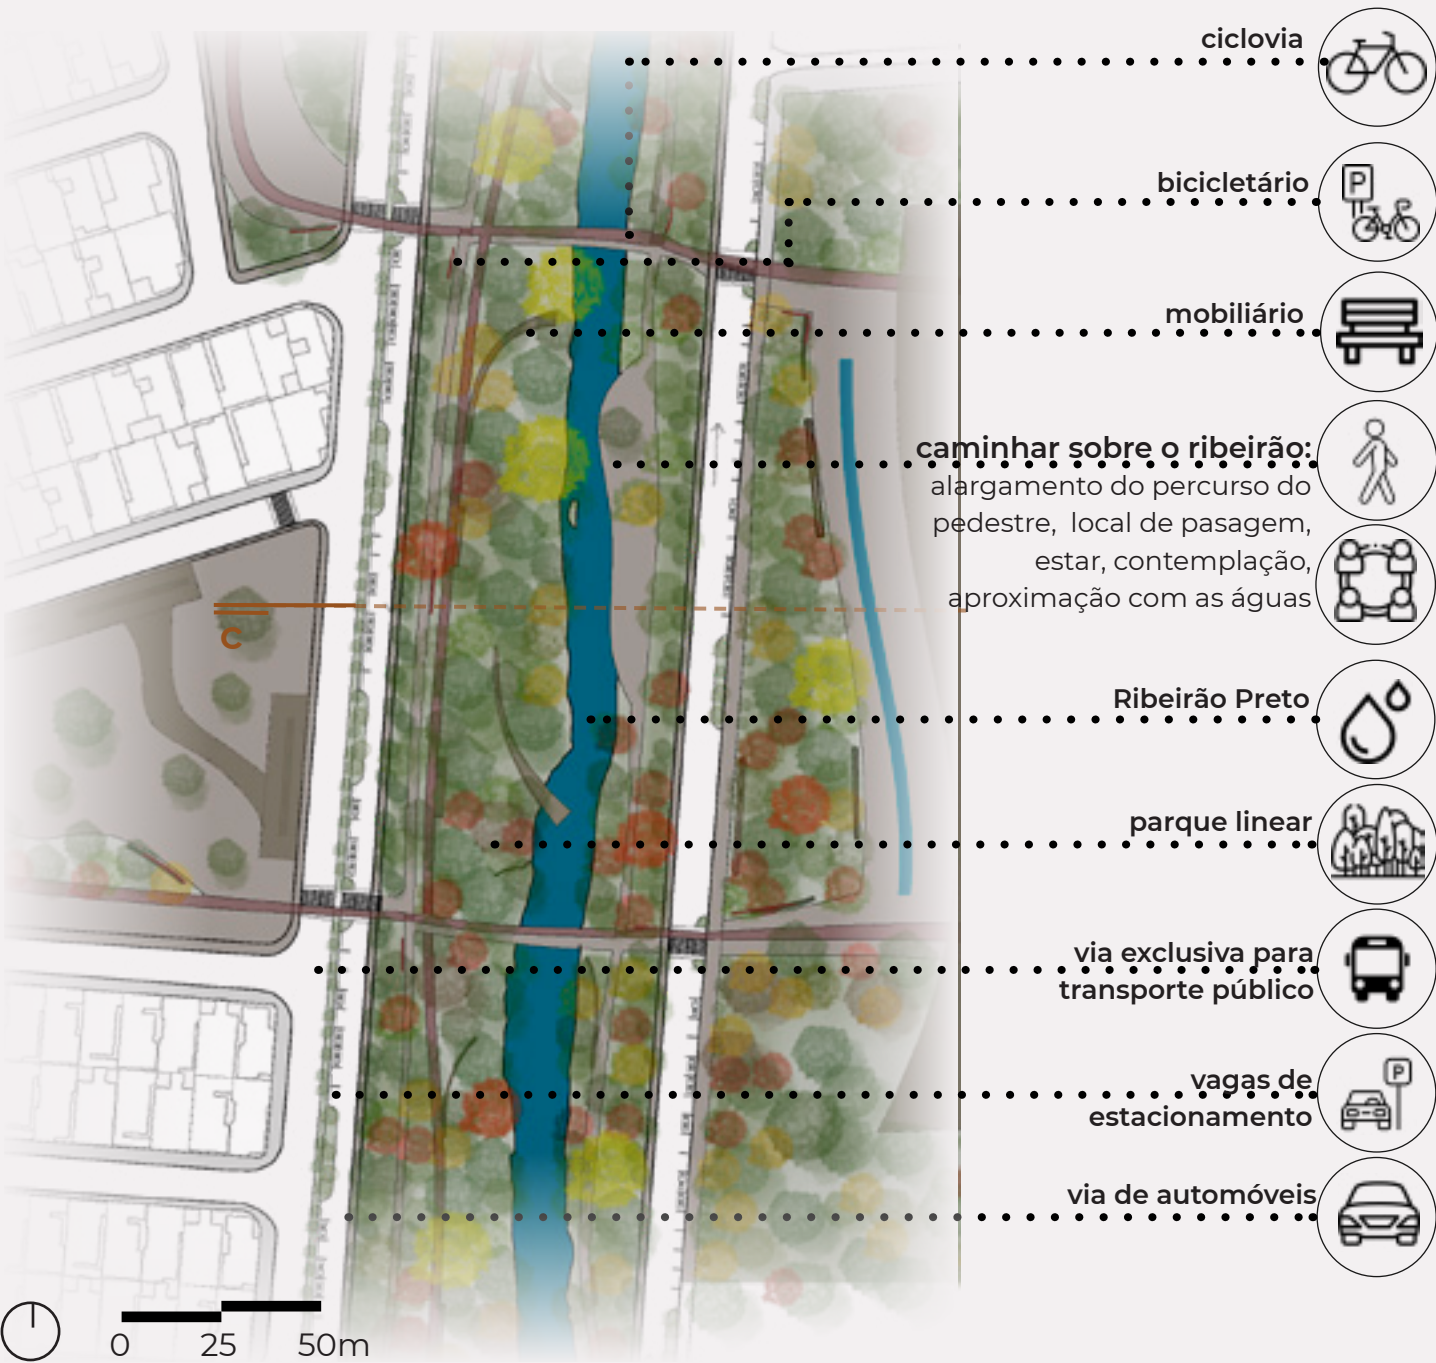 ciclovia
P
bicicletário
mobiliário
caminhar sobre o ribeirão:
alargamento do percurso do
pedestre, local de pasagem,
estar, contemplação,
aproximação com as águas
C
Ribeirão Preto
parque linear
via exclusiva para
transporte público
P
vagas de
estacionamento
via de automóveis
0 25 50m